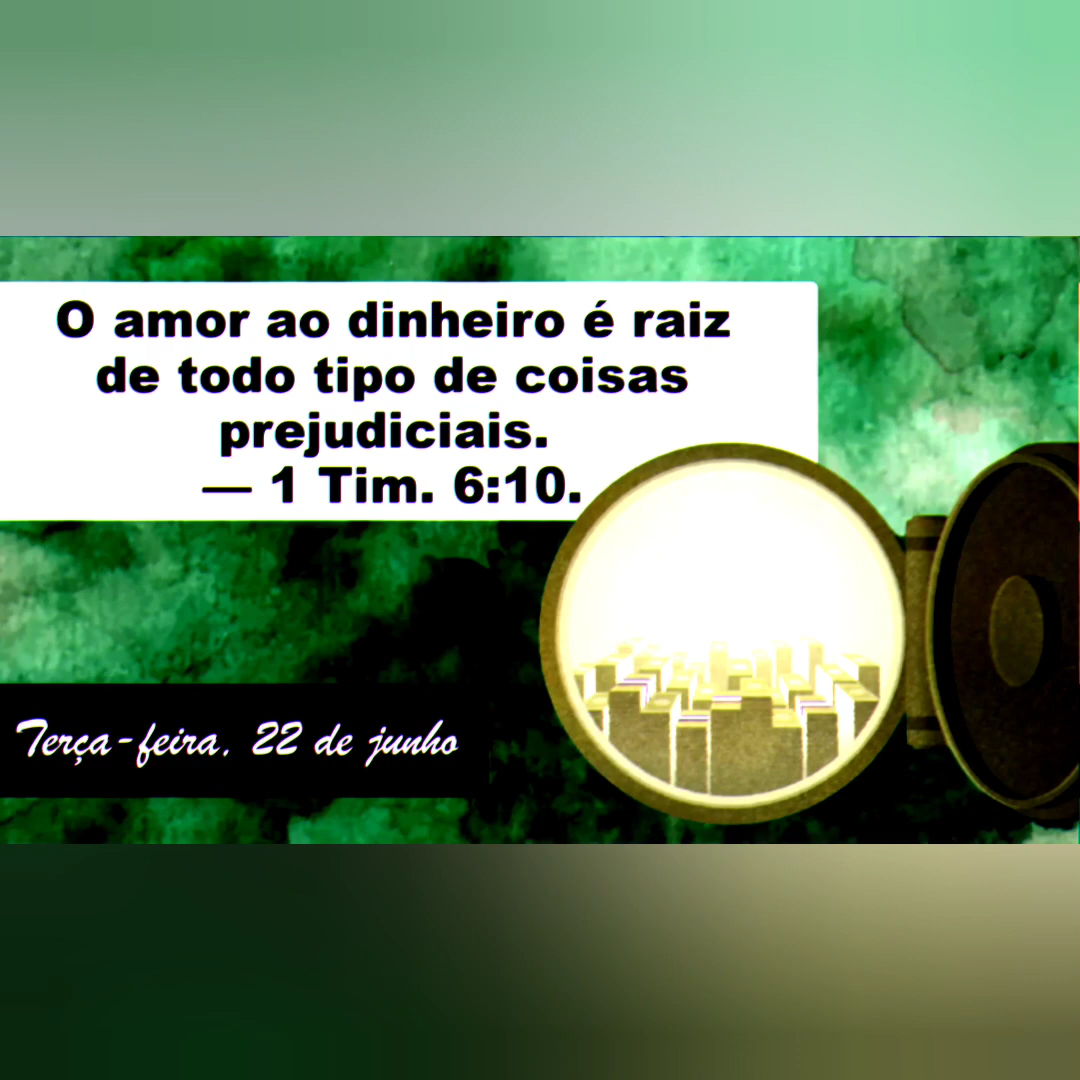 O amor ao dinheiro é raiz
de todo tipo de coisas
prejudiciais.
— 1 Tim. 6:10.
Terça-feira, 22 de junho